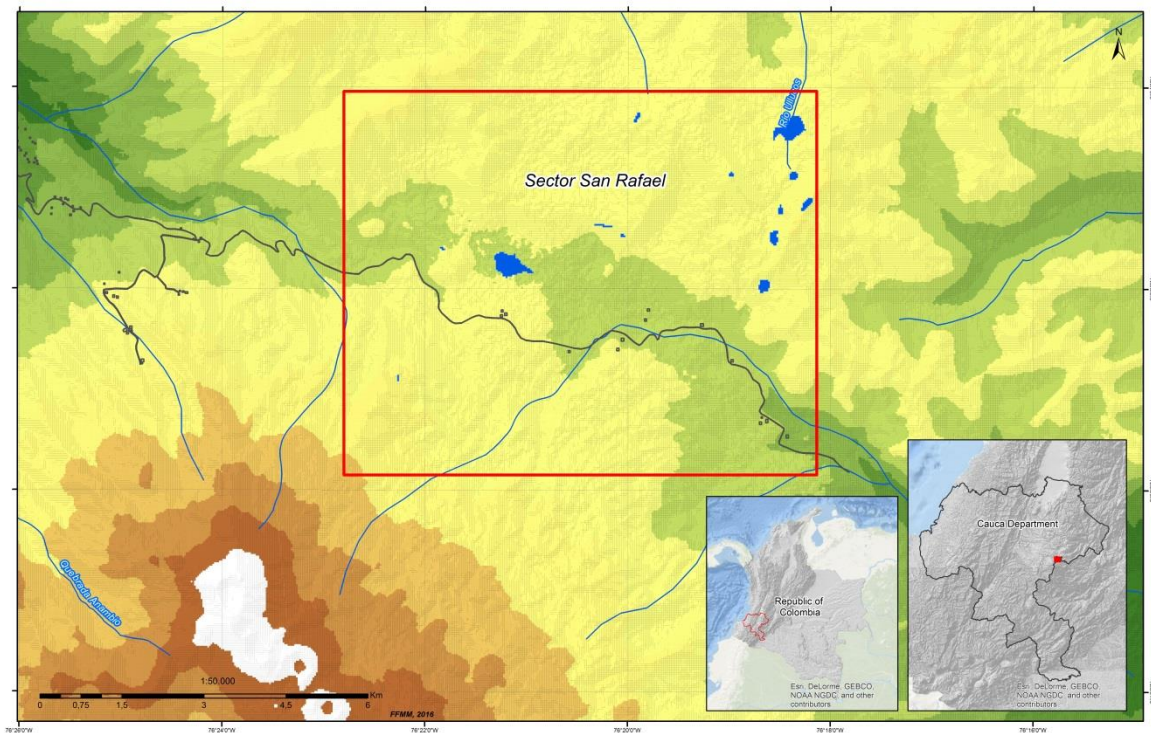 N
Río Ullucos
Sector San Rafael
Quebrada Anambío
Cauca Department
Republic of
Colombia
Esri, DeLorme, GEBCO,
NOAA NGDC, and other
contributors
Esri, DeLorme, GEBCO,
NOAA NGDC, and other
contributors
1:50.000
Km
0 0,75 1,5 3 4,5 6
FFMM, 2016
76°26'0"W 76°24'0"W 76°22'0"W 76°20'0"W 76°18'0"W 76°16'0"W